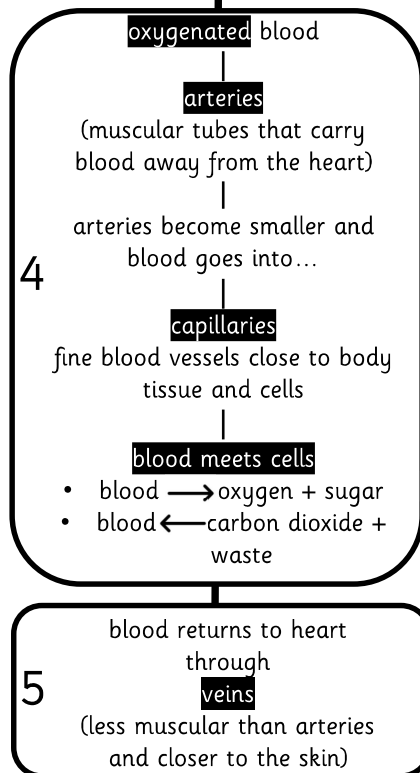 oxygenated blood
arteries
(muscular tubes that carry
blood away from the heart)
arteries become smaller and
blood goes into...
4
capillaries
fine blood vessels close to body
tissue and cells
blood meets cells
• blood → oxygen + sugar
• blood ← carbon dioxide +
waste
blood returns to heart
through
5
veins
(less muscular than arteries
and closer to the skin)